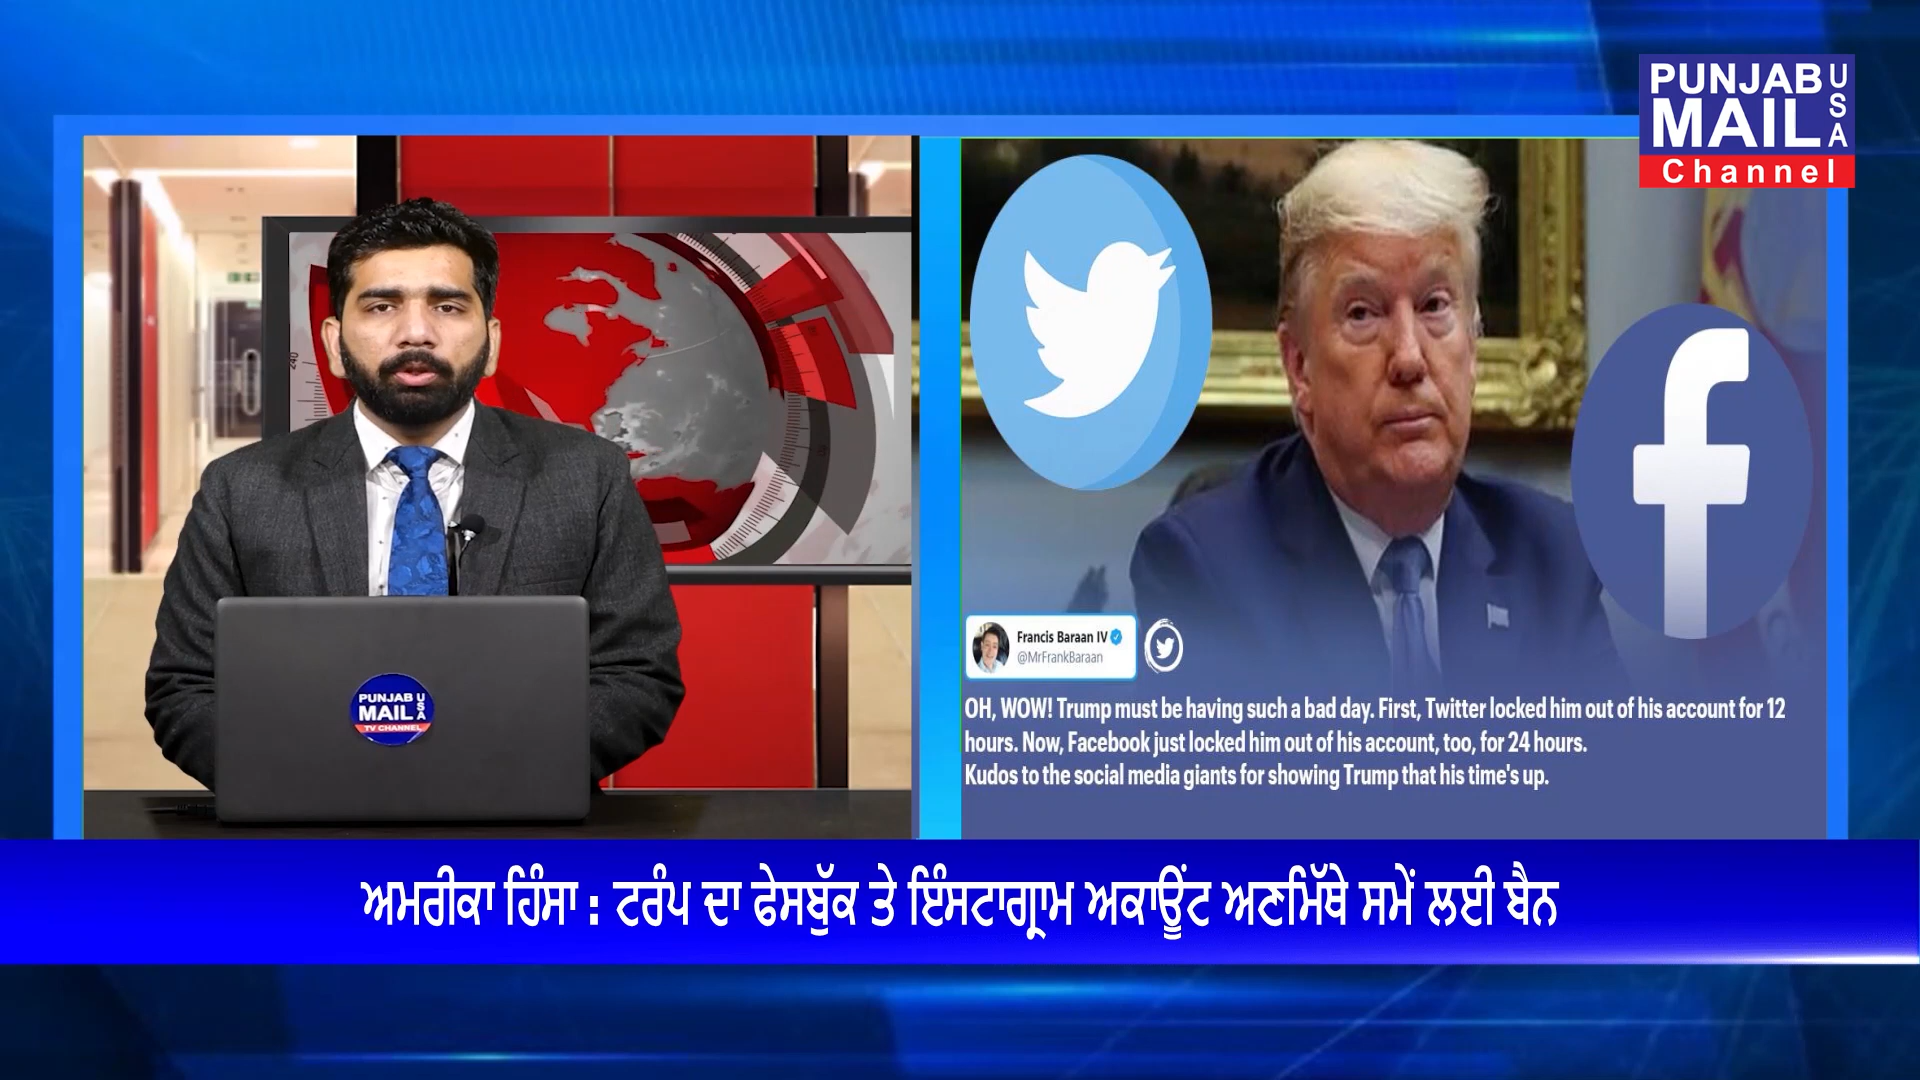 PUNJAB USA
MAIL
Channel
PUNJAB USA
MAIL
TV CHANNEL
Francis Baraan IV
@MrFrankBaraan
OH, WOW! Trump must be having such a bad day. First, Twitter locked him out of his account for 12
hours. Now, Facebook just locked him out of his account, too, for 24 hours.
Kudos to the social media giants for showing Trump that his time's up.
ਅਮਰੀਕਾ ਹਿੰਸਾ : ਟਰੰਪ ਦਾ ਫੇਸਬੁੱਕ ਤੇ ਇੰਸਟਾਗ੍ਰਾਮ ਅਕਾਊਂਟ ਅਣਮਿੱਥੇ ਸਮੇਂ ਲਈ ਬੈਨ